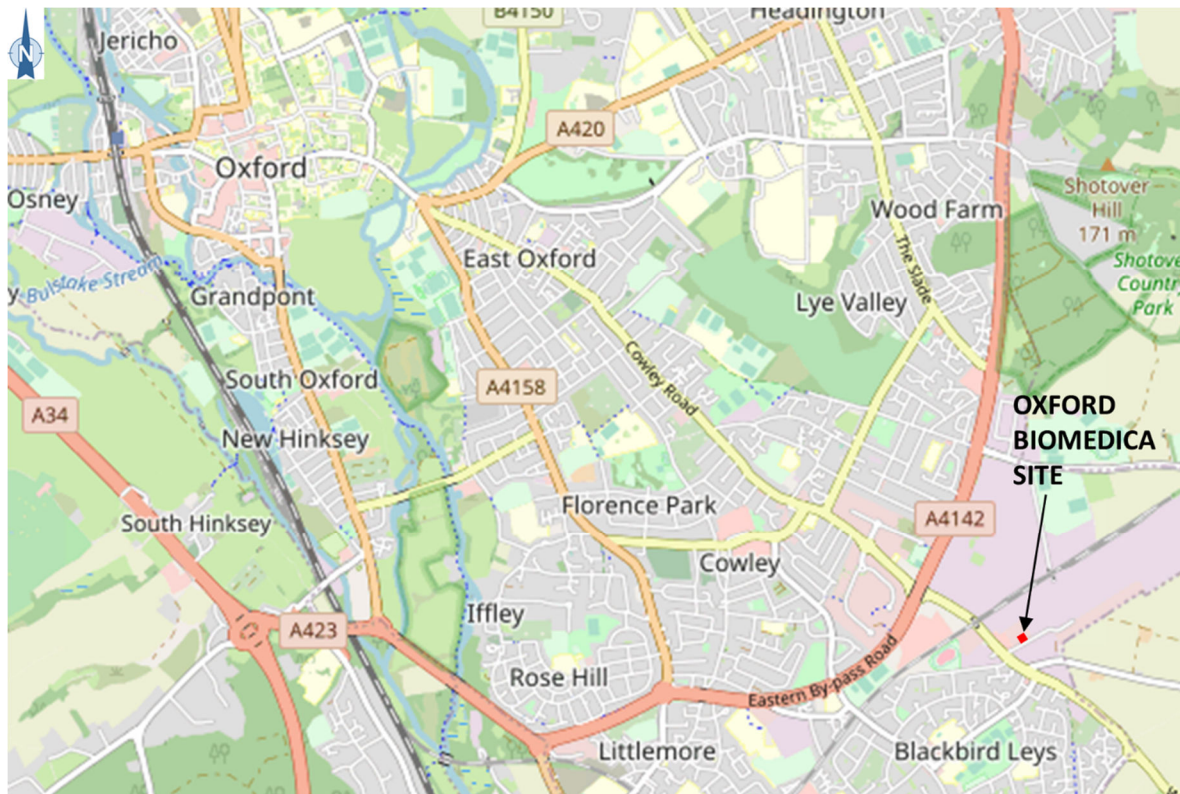 B4150
Headington
Jericho
N
A420
Oxford
Osney
Shotover
Hill
171 m
Wood Farm
The Slade
East Oxford
Shotove
Countr
Park
y
Bulstake Stream
Grandpont
Lye Valley
South Oxford
Cowley Road
A4158
A34
OXFORD
BIOMEDICA
SITE
New Hinksey
Florence Park
South Hinksey
A4142
Cowley
Iffley
A423
Rose Hill
Eastern By-pass Road
Littlemore
Blackbird Leys